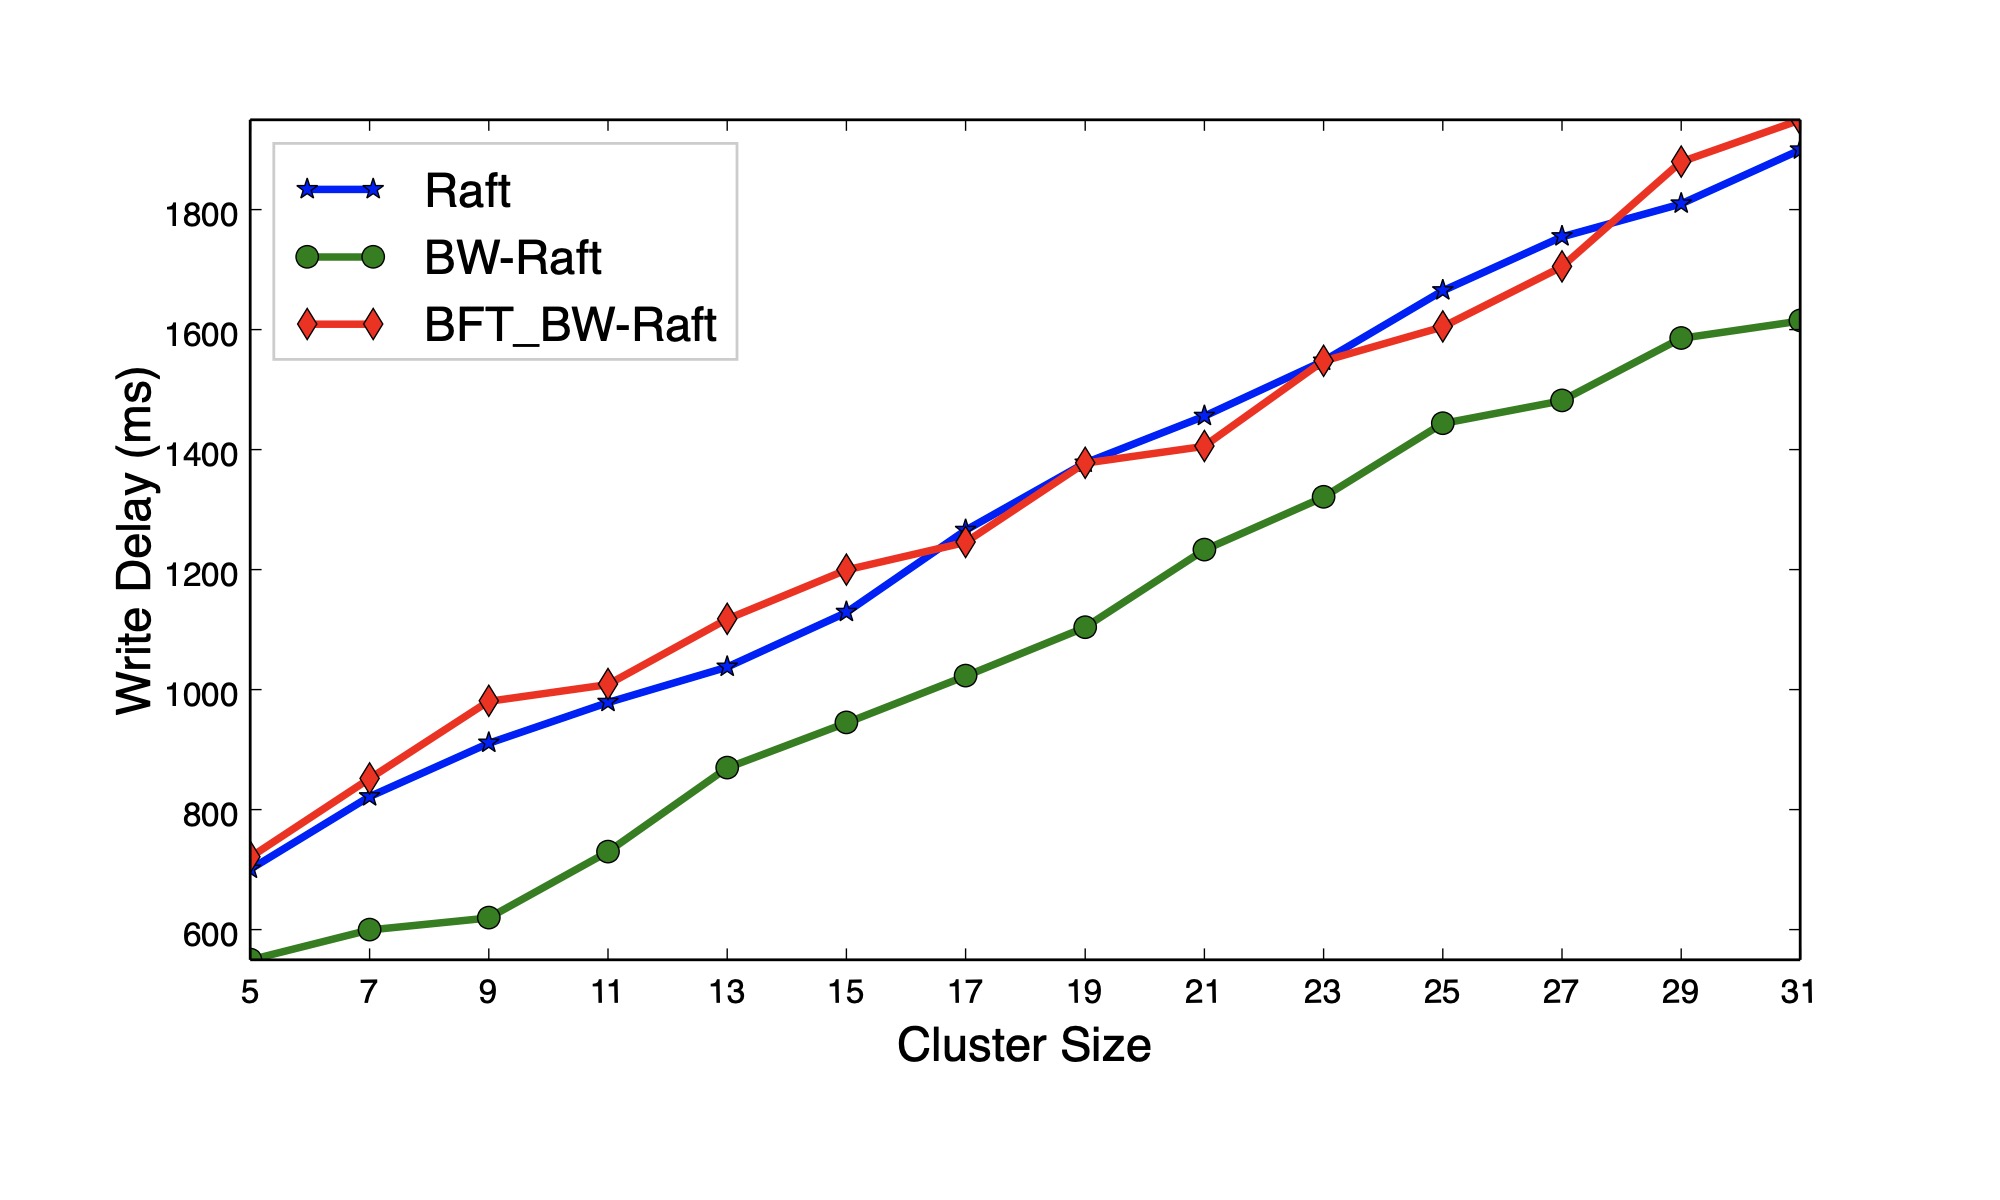 Raft
BW-Raft
BFT_BW-Raft
Write Delay (ms)
1800
1600
1400
1200
1000
800
600
5 7 9 11 13 15 17 19 21 23 25 27 29 31
Cluster Size